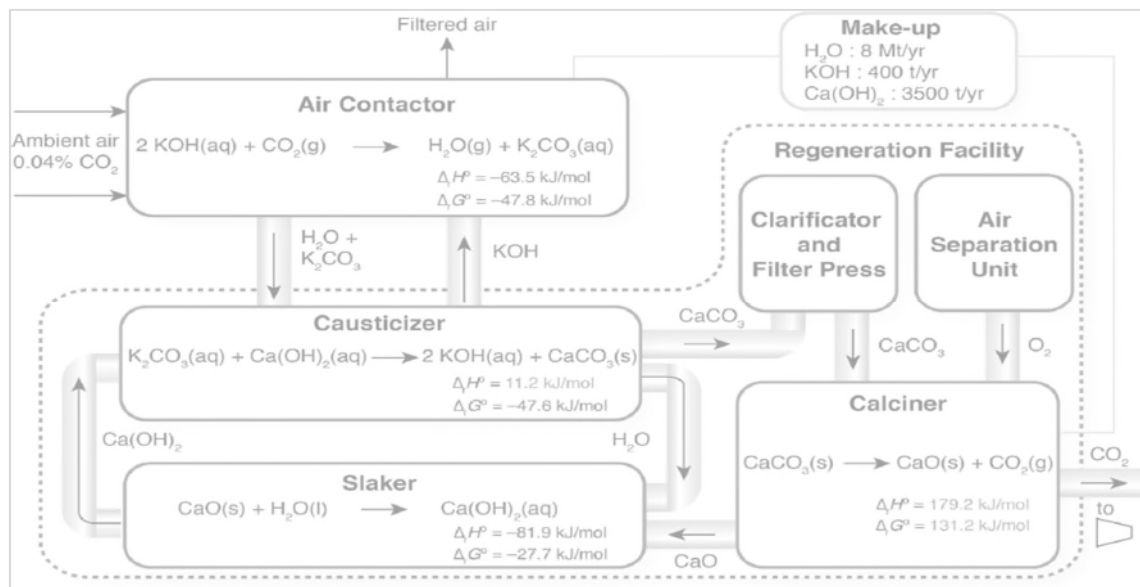 Filtered air
Make-up
H₂O : 8 Mt/yr
KOH : 400 t/yr
Ca(OH)₂ : 3500 t/yr
Air Contactor
Ambient air
0.04% CO₂
2 KOH(aq) + CO₂(g) → H₂O(g) + K₂CO₃(aq)
ΔᵣH° = −63.5 kJ/mol
ΔᵣG° = −47.8 kJ/mol
Regeneration Facility
Clarificator
and
Filter Press
Air
Separation
Unit
H₂O +
K₂CO₃
KOH
Causticizer
K₂CO₃(aq) + Ca(OH)₂(aq) → 2 KOH(aq) + CaCO₃(s)
ΔᵣH° = 11.2 kJ/mol
ΔᵣG° = −47.6 kJ/mol
CaCO₃
CaCO₃
O₂
Calciner
CaCO₃(s) → CaO(s) + CO₂(g)
ΔᵣH° = 179.2 kJ/mol
ΔᵣG° = 131.2 kJ/mol
CO₂
to
Ca(OH)₂
H₂O
Slaker
CaO(s) + H₂O(l) → Ca(OH)₂(aq)
ΔᵣH° = −81.9 kJ/mol
ΔᵣG° = −27.7 kJ/mol
CaO